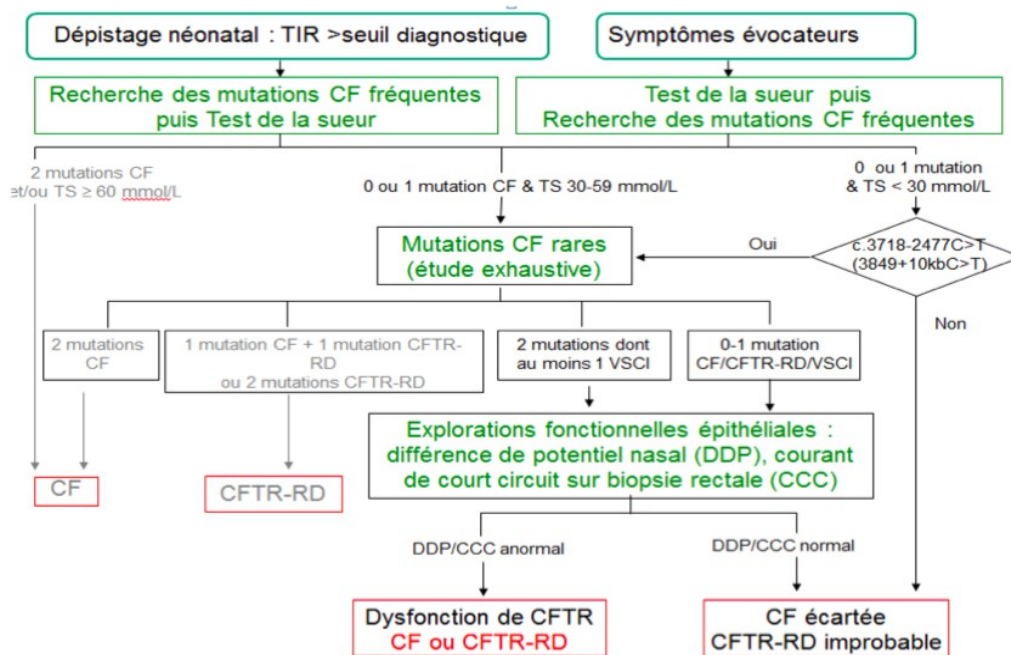 Dépistage néonatal : TIR >seuil diagnostique
Symptômes évocateurs
Recherche des mutations CF fréquentes
puis Test de la sueur
Test de la sueur puis
Recherche des mutations CF fréquentes
2 mutations CF
et/ou TS ≥ 60 mmol/L
0 ou 1 mutation CF & TS 30-59 mmol/L
0 ou 1 mutation
& TS < 30 mmol/L
Mutations CF rares
(étude exhaustive)
Oui
c.3718-2477C>T
(3849+10kbC>T)
Non
2 mutations
CF
1 mutation CF + 1 mutation CFTR-
RD
ou 2 mutations CFTR-RD
2 mutations dont
au moins 1 VSCI
0-1 mutation
CF/CFTR-RD/VSCI
Explorations fonctionnelles épithéliales :
différence de potentiel nasal (DDP), courant
de court circuit sur biopsie rectale (CCC)
CF
CFTR-RD
DDP/CCC anormal
DDP/CCC normal
Dysfonction de CFTR
CF ou CFTR-RD
CF écartée
CFTR-RD improbable